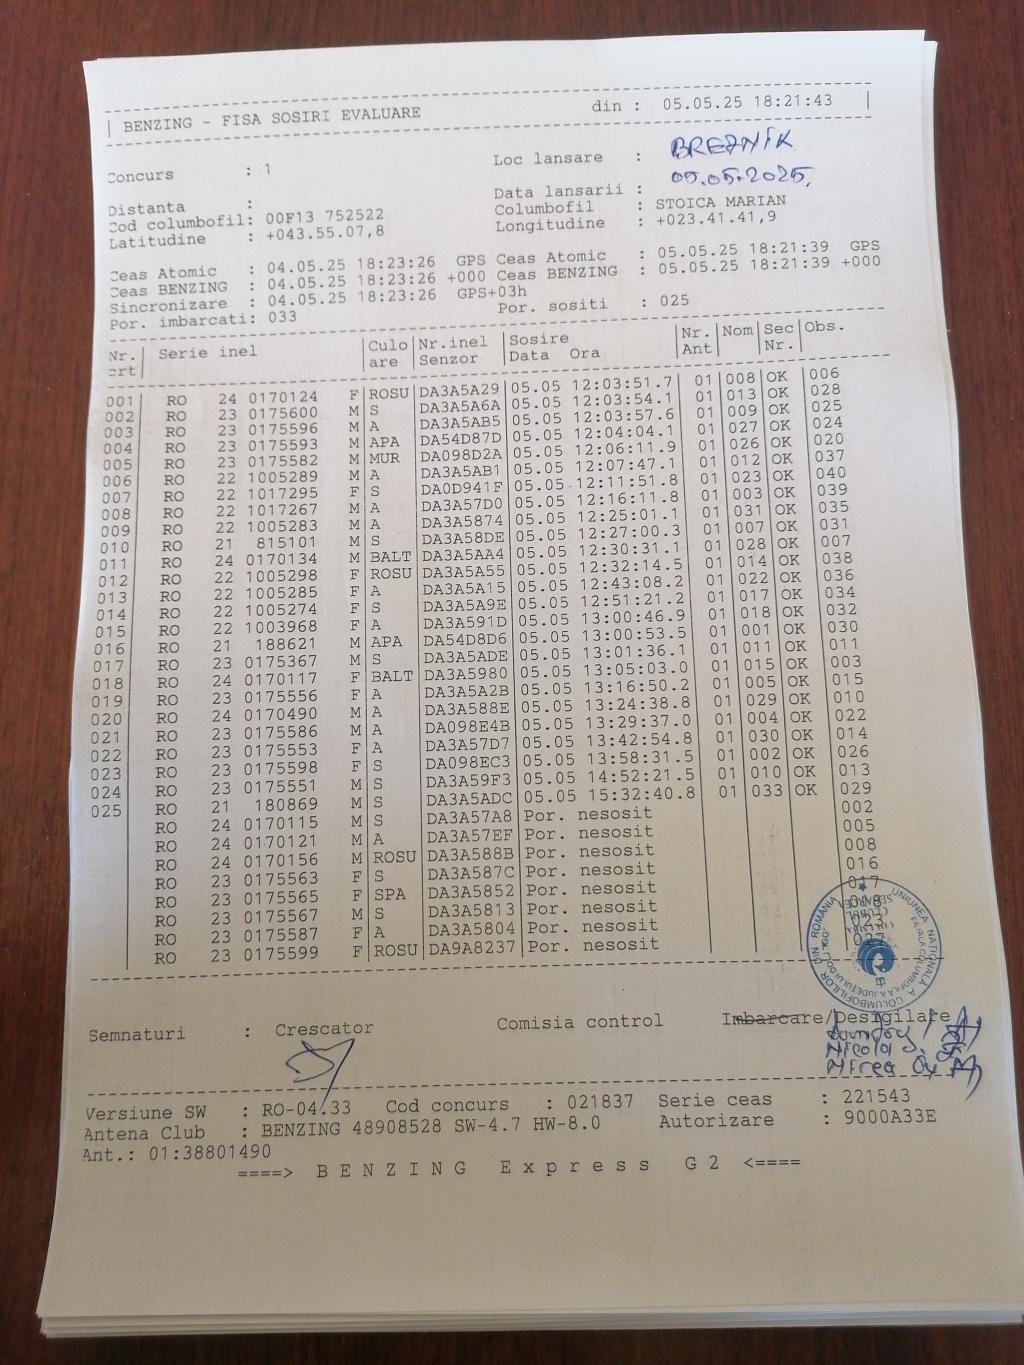 BENZING - FISA SOSIRI EVALUARE din : 05.05.25 18:21:43
Concurs : 1 Loc lansare : BREZNIK
Distanta : Data lansarii : 05.05.2025,
Cod columbofil: 00F13 752522 Columbofil : STOICA MARIAN
Latitudine : +043.55.07,8 Longitudine : +023.41.41,9
Ceas Atomic : 04.05.25 18:23:26 GPS Ceas Atomic : 05.05.25 18:21:39 GPS
Ceas BENZING : 04.05.25 18:23:26 +000 Ceas BENZING : 05.05.25 18:21:39 +000
Sincronizare : 04.05.25 18:23:26 GPS+03h
Por. imbarcati: 033 Por. sositi : 025
Nr. Serie inel Culo Nr.inel Sosire Nr. Nom Sec Obs.
crt are Senzor Data Ora Ant Nr.
001 RO 24 0170124 F ROSU DA3A5A29 05.05 12:03:51.7 01 008 OK 006
002 RO 23 0175600 M S DA3A5A6A 05.05 12:03:54.1 01 013 OK 028
003 RO 23 0175596 M A DA3A5AB5 05.05 12:03:57.6 01 009 OK 025
004 RO 23 0175593 M APA DA54D87D 05.05 12:04:04.1 01 027 OK 024
005 RO 23 0175582 M MUR DA098D2A 05.05 12:06:11.9 01 026 OK 020
006 RO 22 1005289 M A DA3A5AB1 05.05 12:07:47.1 01 012 OK 037
007 RO 22 1017295 F S DA0D941F 05.05 12:11:51.8 01 023 OK 040
008 RO 22 1017267 M A DA3A57D0 05.05 12:16:11.8 01 003 OK 039
009 RO 22 1005283 M A DA3A5874 05.05 12:25:01.1 01 031 OK 035
010 RO 21 815101 M S DA3A58DE 05.05 12:27:00.3 01 007 OK 031
011 RO 24 0170134 M BALT DA3A5AA4 05.05 12:30:31.1 01 028 OK 007
012 RO 22 1005298 F ROSU DA3A5A55 05.05 12:32:14.5 01 014 OK 038
013 RO 22 1005285 F A DA3A5A15 05.05 12:43:08.2 01 022 OK 036
014 RO 22 1005274 F S DA3A5A9E 05.05 12:51:21.2 01 017 OK 034
015 RO 22 1003968 F A DA3A591D 05.05 13:00:46.9 01 018 OK 032
016 RO 21 188621 M APA DA54D8D6 05.05 13:00:53.5 01 001 OK 030
017 RO 23 0175367 M S DA3A5ADE 05.05 13:01:36.1 01 011 OK 011
018 RO 24 0170117 F BALT DA3A5980 05.05 13:05:03.0 01 015 OK 003
019 RO 23 0175556 F A DA3A5A2B 05.05 13:16:50.2 01 005 OK 015
020 RO 24 0170490 M A DA3A588E 05.05 13:24:38.8 01 029 OK 010
021 RO 23 0175586 M A DA098E4B 05.05 13:29:37.0 01 004 OK 022
022 RO 23 0175553 F A DA3A57D7 05.05 13:42:54.8 01 030 OK 014
023 RO 23 0175598 F S DA098EC3 05.05 13:58:31.5 01 002 OK 026
024 RO 23 0175551 M S DA3A59F3 05.05 14:52:21.5 01 010 OK 013
025 RO 21 180869 M S DA3A5ADC 05.05 15:32:40.8 01 033 OK 029
RO 24 0170115 M S DA3A57A8 Por. nesosit 002
RO 24 0170121 M A DA3A57EF Por. nesosit 005
RO 24 0170156 M ROSU DA3A588B Por. nesosit 008
RO 23 0175563 F S DA3A587C Por. nesosit 016
RO 23 0175565 F SPA DA3A5852 Por. nesosit 017
RO 23 0175567 M S DA3A5813 Por. nesosit 018
RO 23 0175587 F A DA3A5804 Por. nesosit 023
RO 23 0175599 F ROSU DA9A8237 Por. nesosit 027
UNIUNEA NATIONALA A COLUMBOFILILOR DIN ROMANIA
FILIALA COLUMBOFILA A JUDETULUI DOLJ
Semnaturi : Crescator Comisia control Imbarcare/Desigilare
Versiune SW : RO-04.33 Cod concurs : 021837 Serie ceas : 221543
Antena Club : BENZING 48908528 SW-4.7 HW-8.0 Autorizare : 9000A33E
Ant.: 01:38801490
====> BENZING Express G2 <====